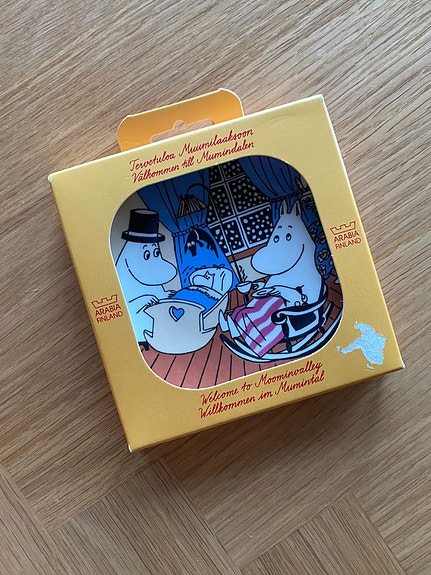 Tervetuloa Muumilaaksoon
Välkommen till Mumindalen
ARABIA
FINLAND
ARABIA
FINLAND
Welcome to Moominvalley
Willkommen im Mumintal